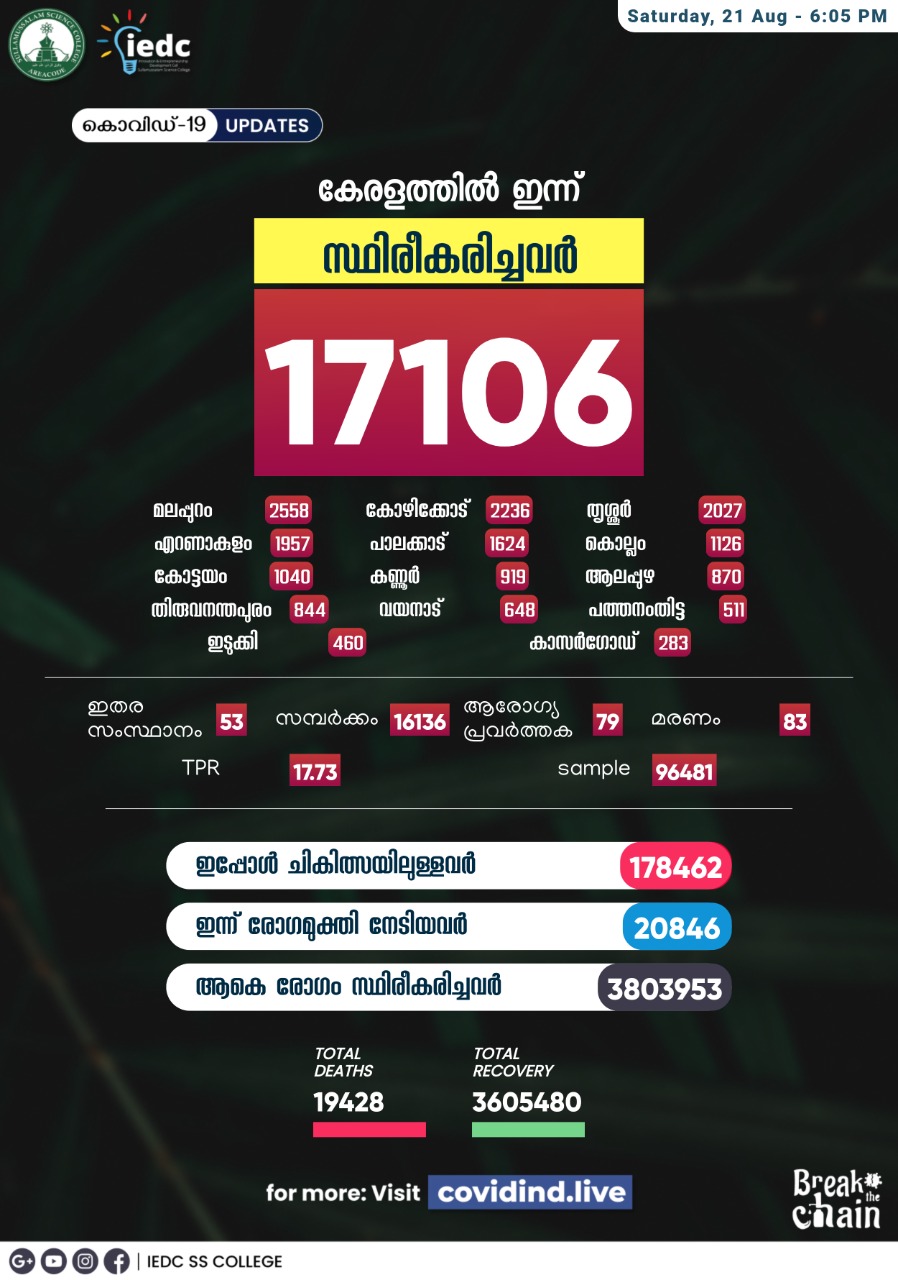 Saturday, 21 Aug - 6:05 PM
SULLAMUSSALAM SCIENCE COLLEGE
AREACODE
iedc
കൊവിഡ്-19 UPDATES
കേരളത്തിൽ ഇന്ന്
സ്ഥിരീകരിച്ചവർ
17106
മലപ്പുറം 2558 കോഴിക്കോട് 2236 തൃശ്ശൂർ 2027
എറണാകുളം 1957 പാലക്കാട് 1624 കൊല്ലം 1126
കോട്ടയം 1040 കണ്ണൂർ 919 ആലപ്പുഴ 870
തിരുവനന്തപുരം 844 വയനാട് 648 പത്തനംതിട്ട 511
ഇടുക്കി 460 കാസർഗോഡ് 283
ഇതര സംസ്ഥാനം 53 സമ്പർക്കം 16136 ആരോഗ്യ പ്രവർത്തക 79 മരണം 83
TPR 17.73 sample 96481
ഇപ്പോൾ ചികിത്സയിലുള്ളവർ 178462
ഇന്ന് രോഗമുക്തി നേടിയവർ 20846
ആകെ രോഗം സ്ഥിരീകരിച്ചവർ 3803953
TOTAL DEATHS
19428
TOTAL RECOVERY
3605480
for more: Visit covidind.live
Break the chain
G+ f | IEDC SS COLLEGE